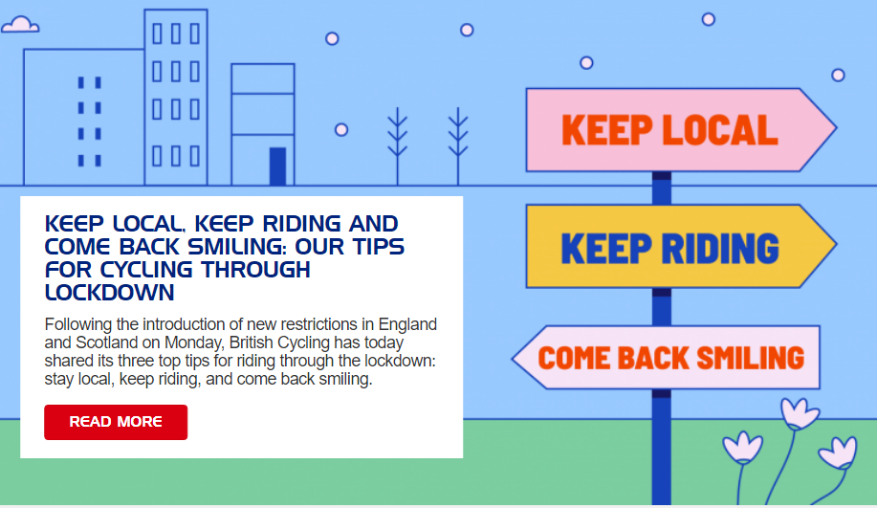 KEEP LOCAL
KEEP RIDING
COME BACK SMILING
KEEP LOCAL, KEEP RIDING AND
COME BACK SMILING: OUR TIPS
FOR CYCLING THROUGH
LOCKDOWN
Following the introduction of new restrictions in England
and Scotland on Monday, British Cycling has today
shared its three top tips for riding through the lockdown:
stay local, keep riding, and come back smiling.
READ MORE